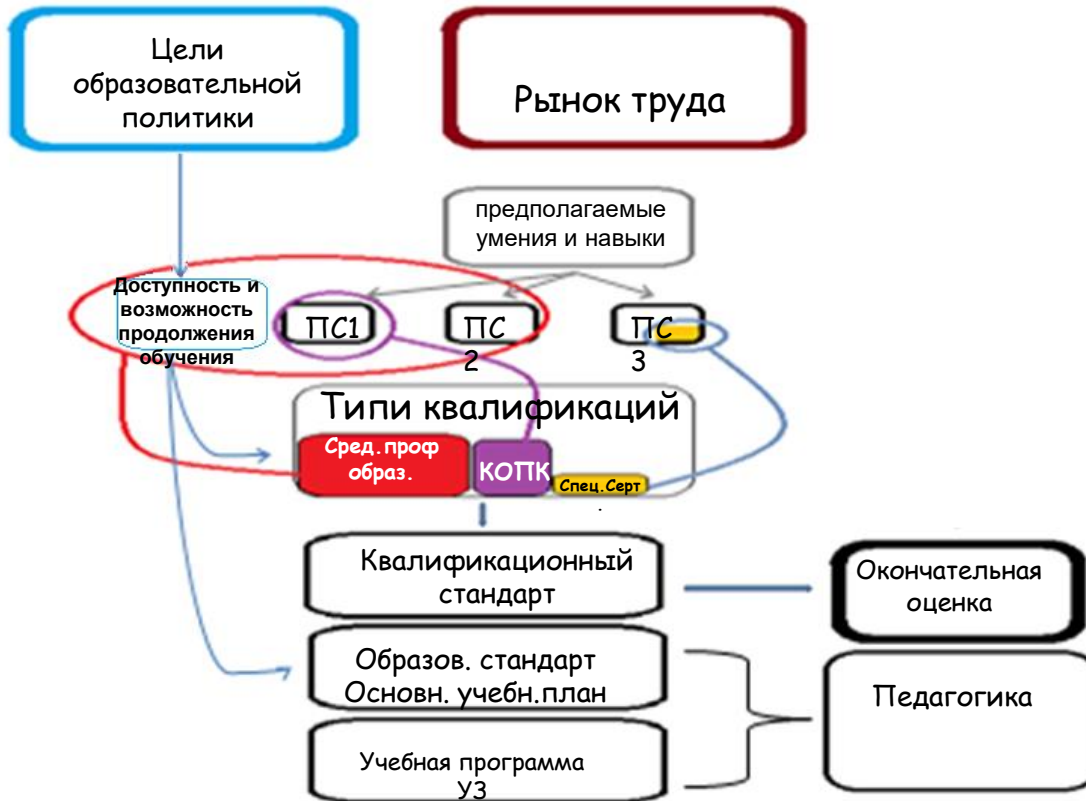 Цели
образовательной
политики
Рынок труда
предполагаемые
умения и навыки
Доступность и
возможность
продолжения
обучения
ПС1
ПС
2
ПС
3
Типи квалификаций
Сред.проф
образ.
КОПК
Спец.Серт
.
Квалификационный
стандарт
Окончательная
оценка
Образов. стандарт
Основн. учебн.план
Педагогика
Учебная программа
УЗ